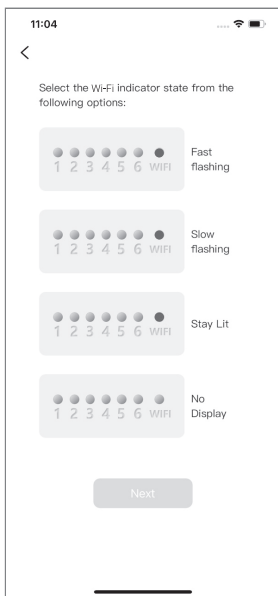 11:04
Select the Wi-Fi indicator state from the
following options:
1 2 3 4 5 6 WIFI
Fast
flashing
1 2 3 4 5 6 WIFI
Slow
flashing
1 2 3 4 5 6 WIFI
Stay Lit
1 2 3 4 5 6 WIFI
No
Display
Next